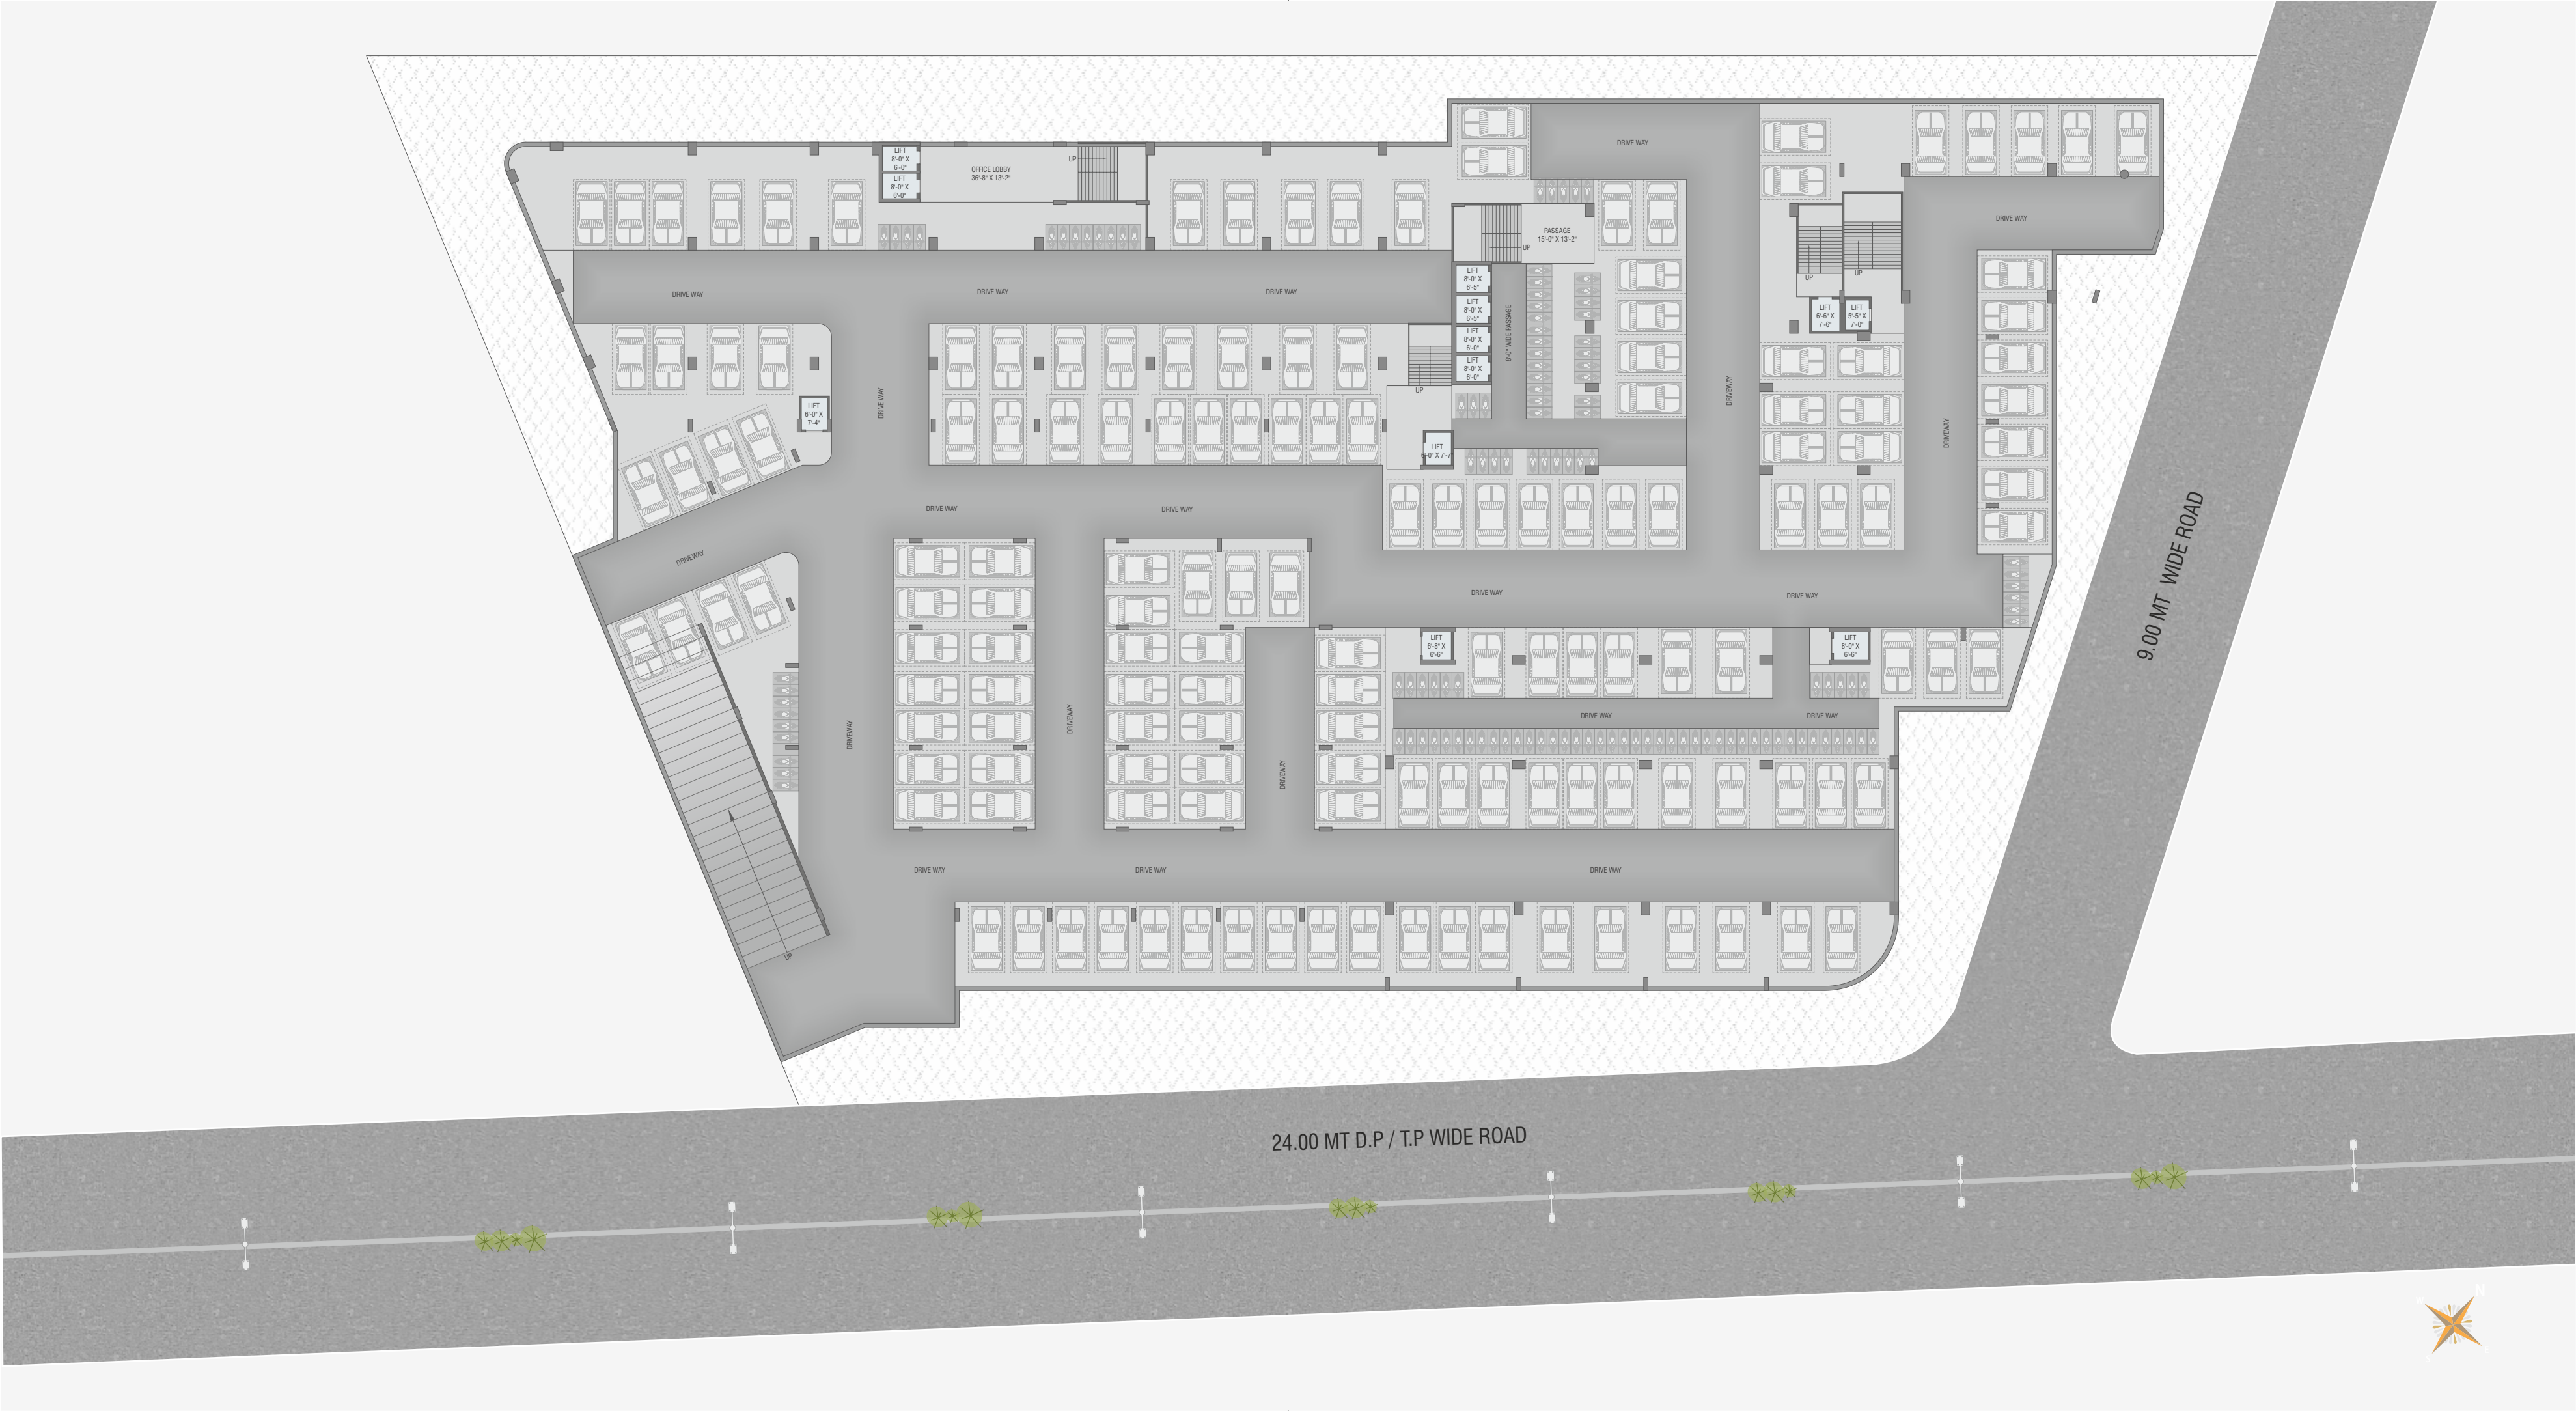 DRIVE WAY
LIFT
8'-0" X
6'-0"
LIFT
8'-0" X
6'-0"
OFFICE LOBBY
36'-8" X 13'-2"
UP
PASSAGE
15'-0" X 13'-2"
UP
DRIVE WAY
DRIVE WAY
DRIVE WAY
DRIVE WAY
LIFT
8'-0" X
6'-5"
LIFT
8'-0" X
6'-5"
LIFT
8'-0" X
6'-0"
LIFT
8'-0" X
6'-0"
8'-0" WIDE PASSAGE
UP
UP
LIFT
6'-6" X
7'-6"
LIFT
5'-5" X
7'-0"
DRIVE WAY
DRIVEWAY
DRIVEWAY
UP
LIFT
6'-0" X
7'-4"
LIFT
DRIVE WAY
DRIVE WAY
DRIVEWAY
DRIVE WAY
DRIVE WAY
9.00 MT WIDE ROAD
LIFT
6'-8" X
6'-6"
LIFT
8'-0" X
6'-6"
DRIVEWAY
DRIVEWAY
DRIVEWAY
DRIVE WAY
DRIVE WAY
DRIVE WAY
DRIVE WAY
DRIVE WAY
UP
24.00 MT D.P / T.P WIDE ROAD
N